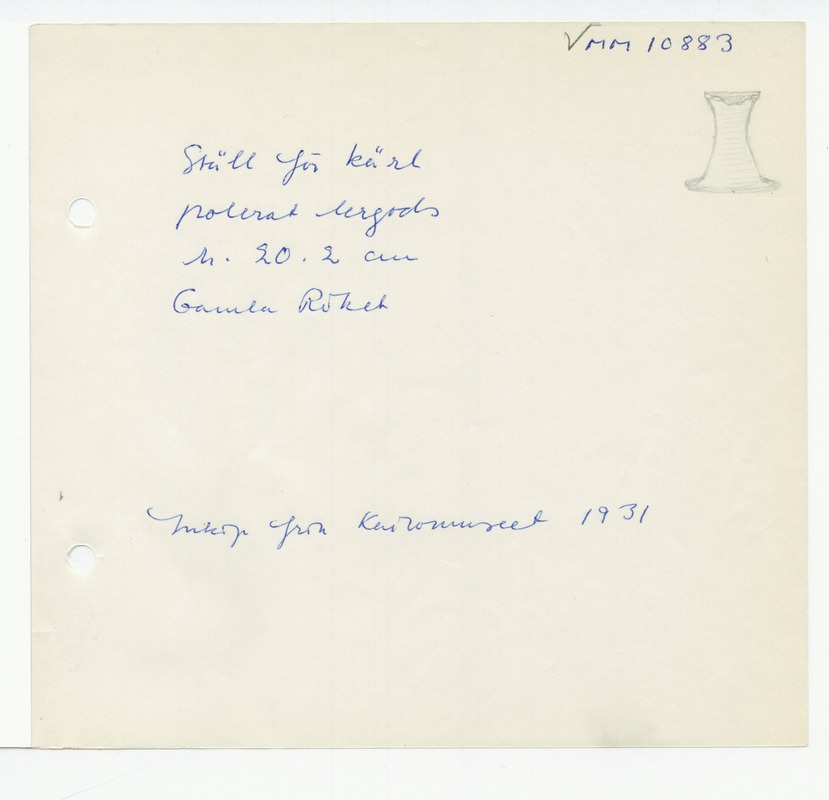 MM 10883
Ställ för kärl
polerat lergods
h. 20.2 cm
Gamla Riket
Inköp från Kairomuseet 1931